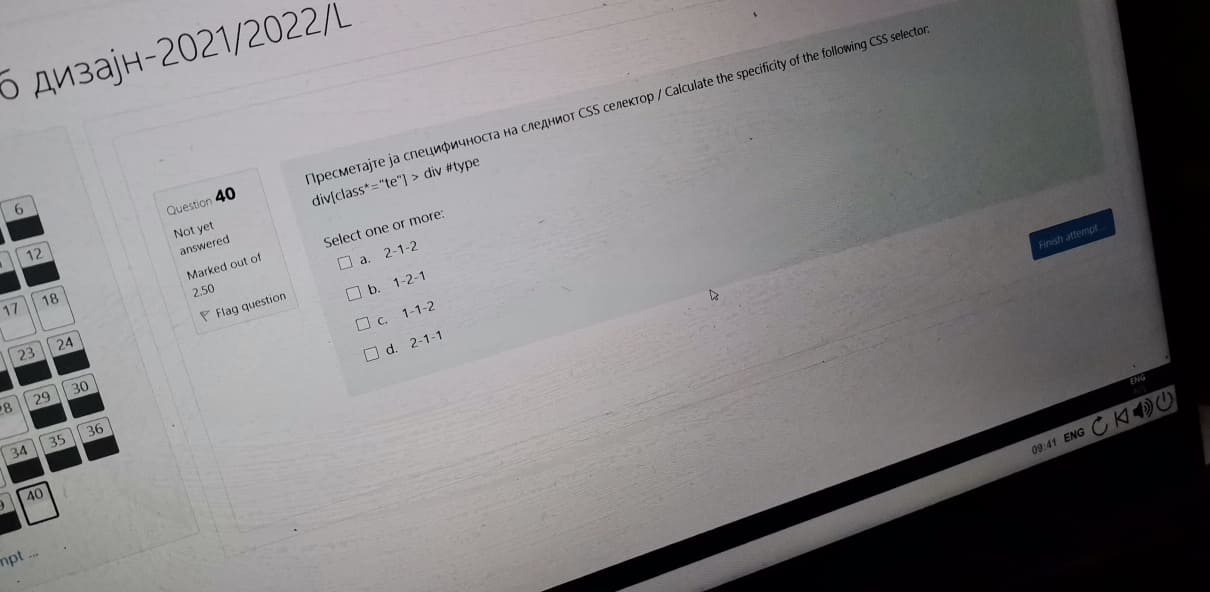 б дизајн-2021/2022/L
6
12
17 18
23 24
28 29 30
34 35 36
40
Question 40
Not yet
answered
Marked out of
2.50
Flag question
Пресметајте ја специфичноста на следниот CSS селектор / Calculate the specificity of the following CSS selector:
div[class*="te"] > div #type
Select one or more:
a. 2-1-2
b. 1-2-1
c. 1-1-2
d. 2-1-1
Finish attempt ...
ENG
09:41 ENG